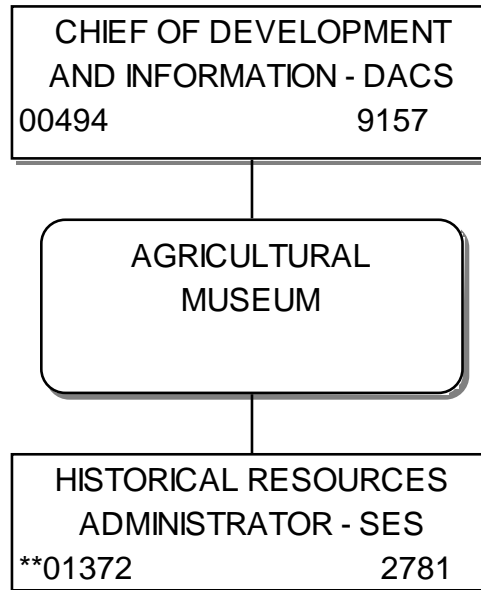 CHIEF OF DEVELOPMENT
AND INFORMATION - DACS
00494 9157
AGRICULTURAL
MUSEUM
HISTORICAL RESOURCES
ADMINISTRATOR - SES
**01372 2781